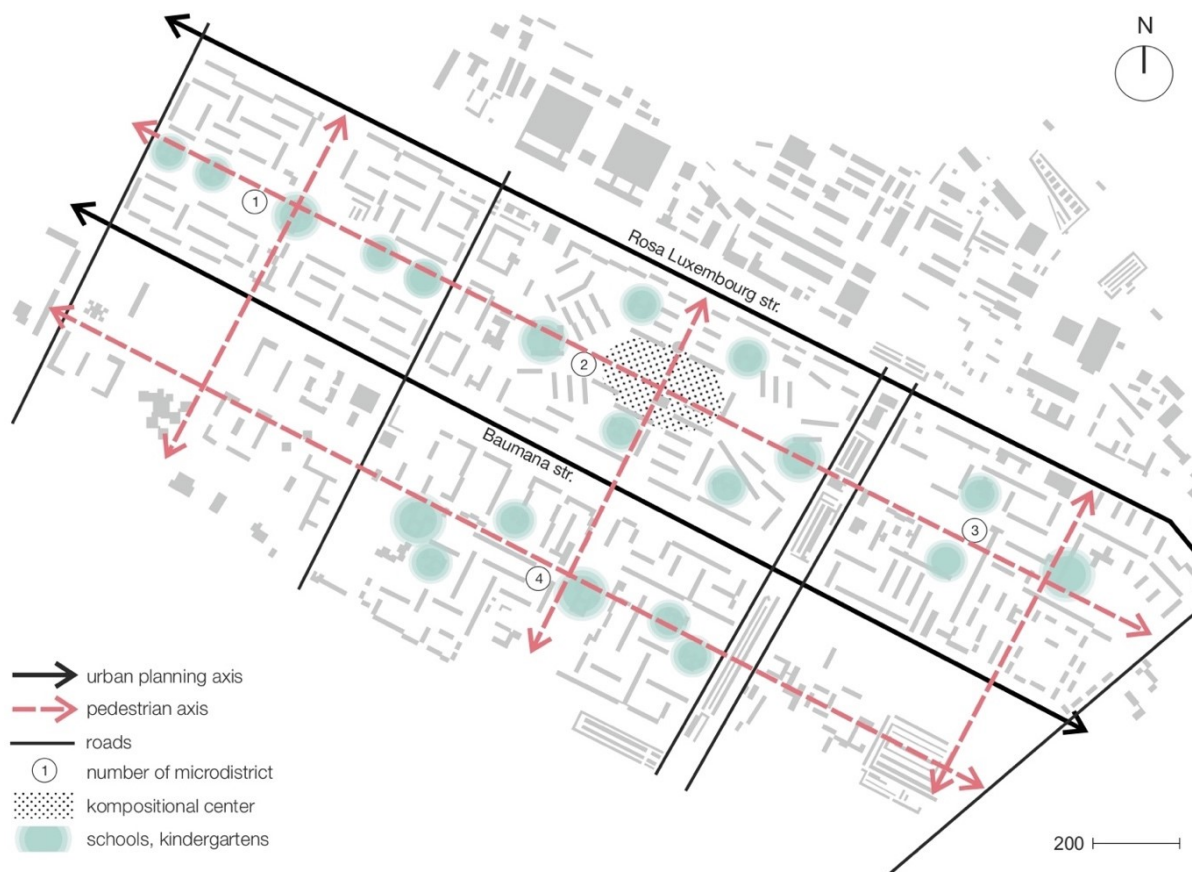 N
1
Rosa Luxembourg str.
2
Baumana str.
3
4
urban planning axis
pedestrian axis
roads
1 number of microdistrict
kompositional center
schools, kindergartens
200